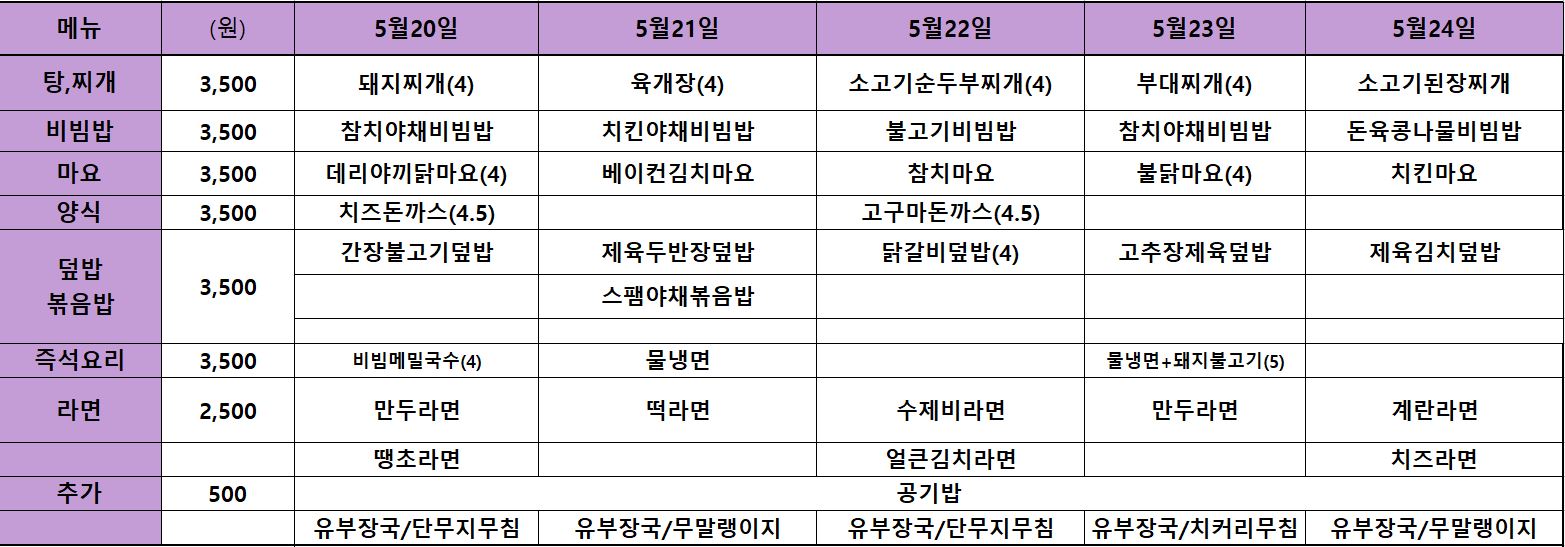 메뉴 (원) 5월20일 5월21일 5월22일 5월23일 5월24일
탕,찌개 3,500 돼지찌개(4) 육개장(4) 소고기순두부찌개(4) 부대찌개(4) 소고기된장찌개
비빔밥 3,500 참치야채비빔밥 치킨야채비빔밥 불고기비빔밥 참치야채비빔밥 돈육콩나물비빔밥
마요 3,500 데리야끼닭마요(4) 베이컨김치마요 참치마요 불닭마요(4) 치킨마요
양식 3,500 치즈돈까스(4.5) 고구마돈까스(4.5)
덮밥 볶음밥 3,500 간장불고기덮밥 제육두반장덮밥 닭갈비덮밥(4) 고추장제육덮밥 제육김치덮밥
스팸야채볶음밥
즉석요리 3,500 비빔메밀국수(4) 물냉면 물냉면+돼지불고기(5)
라면 2,500 만두라면 떡라면 수제비라면 만두라면 계란라면
땡초라면 얼큰김치라면 치즈라면
추가 500 공기밥
유부장국/단무지무침 유부장국/무말랭이지 유부장국/단무지무침 유부장국/치커리무침 유부장국/무말랭이지